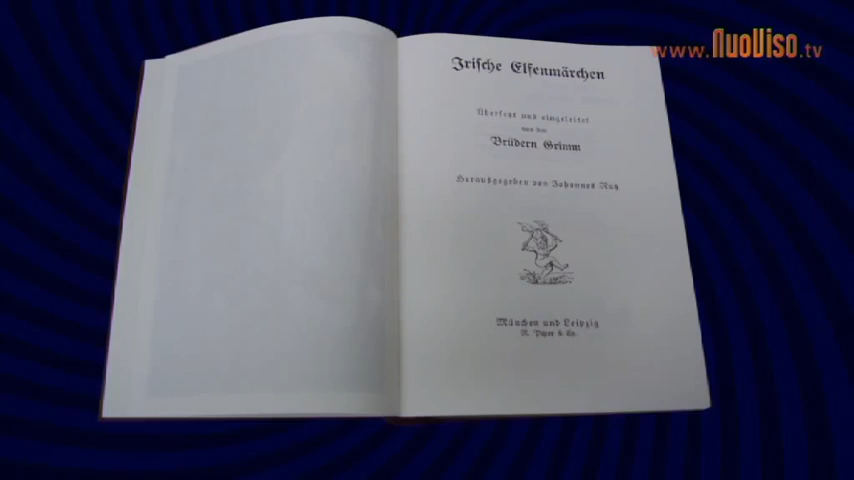 www.NuoViso.tv
Irische Elfenmärchen
Übersetzt und eingeleitet
von den
Brüdern Grimm
Herausgegeben von Johannes Rutz
München und Leipzig
R. Piper & Co.